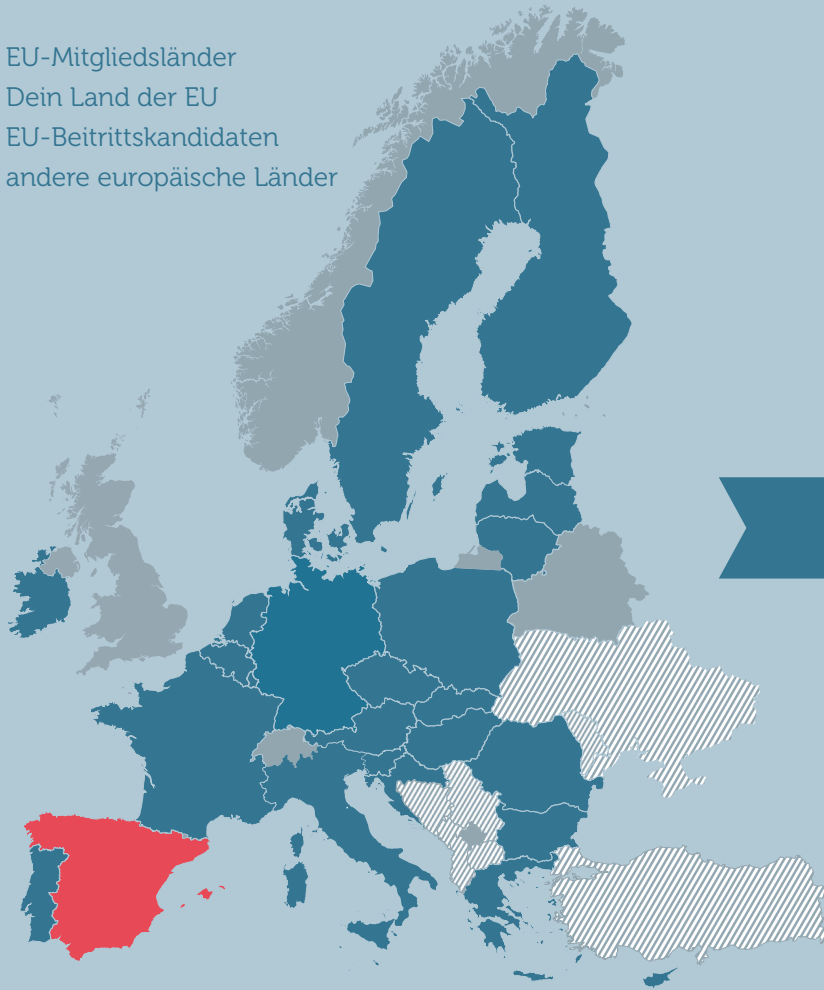 EU-Mitgliedsländer
Dein Land der EU
EU-Beitrittskandidaten
andere europäische Länder